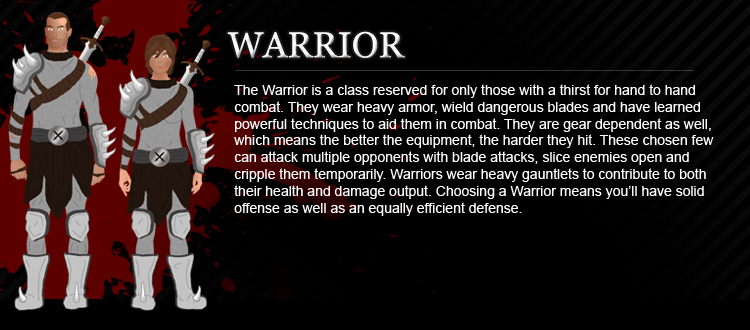 WARRIOR
The Warrior is a class reserved for only those with a thirst for hand to hand
combat. They wear heavy armor, wield dangerous blades and have learned
powerful techniques to aid them in combat. They are gear dependent as well,
which means the better the equipment, the harder they hit. These chosen few
can attack multiple opponents with blade attacks, slice enemies open and
cripple them temporarily. Warriors wear heavy gauntlets to contribute to both
their health and damage output. Choosing a Warrior means you'll have solid
offense as well as an equally efficient defense.